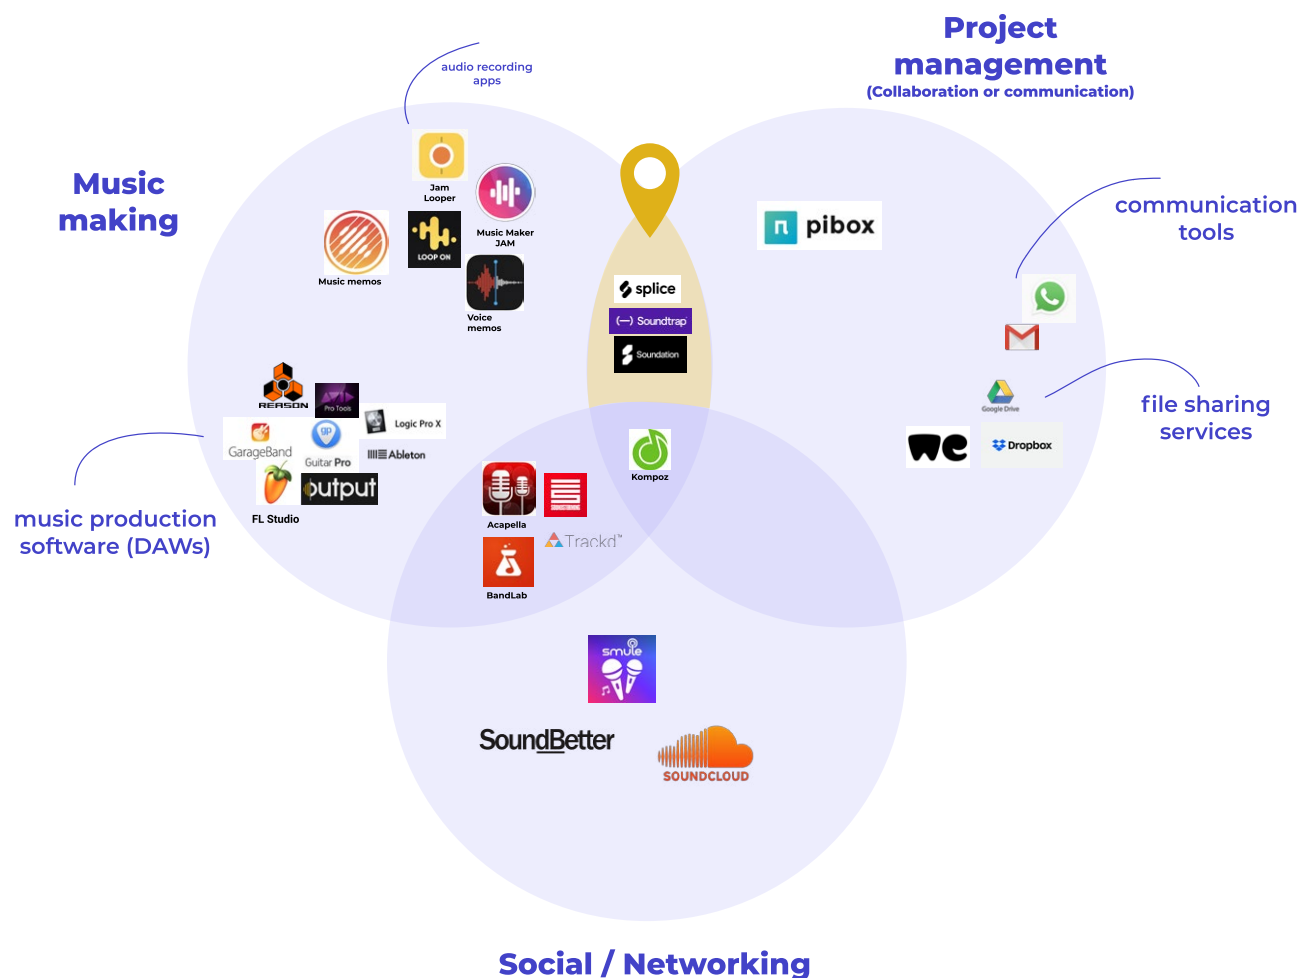 Project
management
(Collaboration or communication)
audio recording
apps
Music
making
Jam
Looper
Music Maker
JAM
LOOP ON
Music memos
Voice
memos
pibox
communication
tools
splice
(—) Soundtrap
Soundation
REASON
Pro Tools
Logic Pro X
GarageBand
gp
Guitar Pro
Ableton
FL Studio
output
music production
software (DAWs)
Google Drive
file sharing
services
we
Dropbox
Kompoz
Acapella
Trackd™
BandLab
smule
SoundBetter
SOUNDCLOUD
Social / Networking